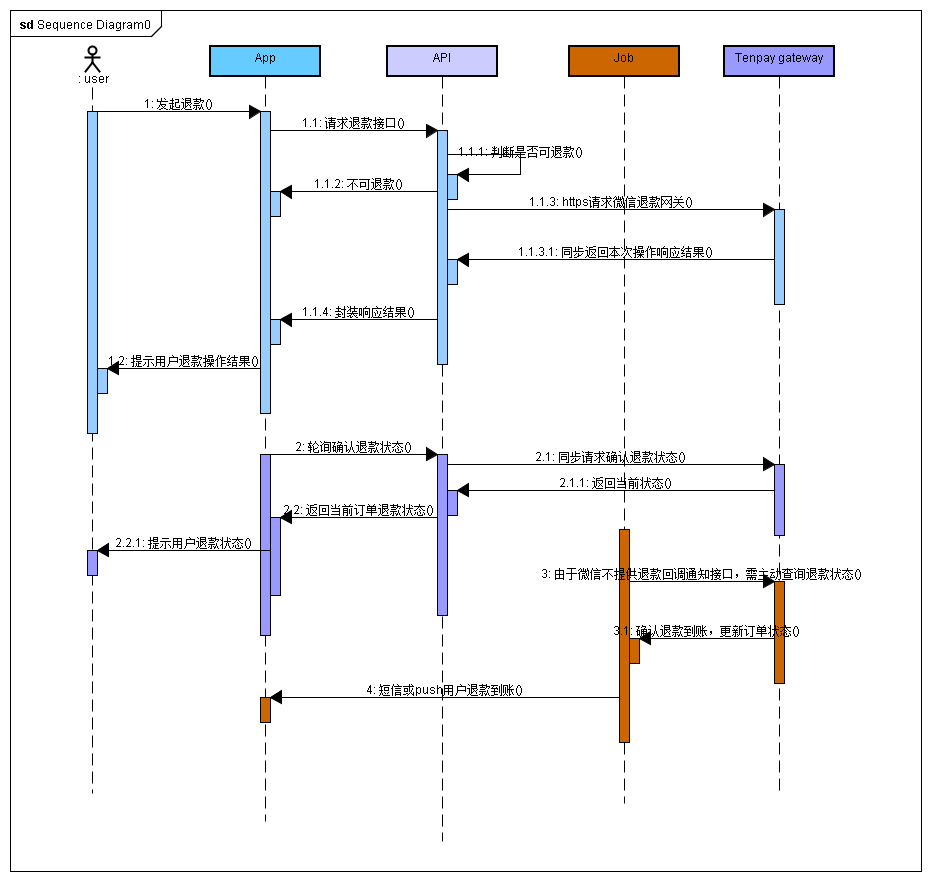 sd Sequence Diagram0
: user
App
API
Job
Tenpay gateway
1: 发起退款()
1.1: 请求退款接口()
1.1.1: 判断是否可退款()
1.1.2: 不可退款()
1.1.3: https请求微信退款网关()
1.1.3.1: 同步返回本次操作响应结果()
1.1.4: 封装响应结果()
1.2: 提示用户退款操作结果()
2: 轮询确认退款状态()
2.1: 同步请求确认退款状态()
2.1.1: 返回当前状态()
2.2: 返回当前订单退款状态()
2.2.1: 提示用户退款状态()
3: 由于微信不提供退款回调通知接口，需主动查询退款状态()
3.1: 确认退款到账，更新订单状态()
4: 短信或push用户退款到账()